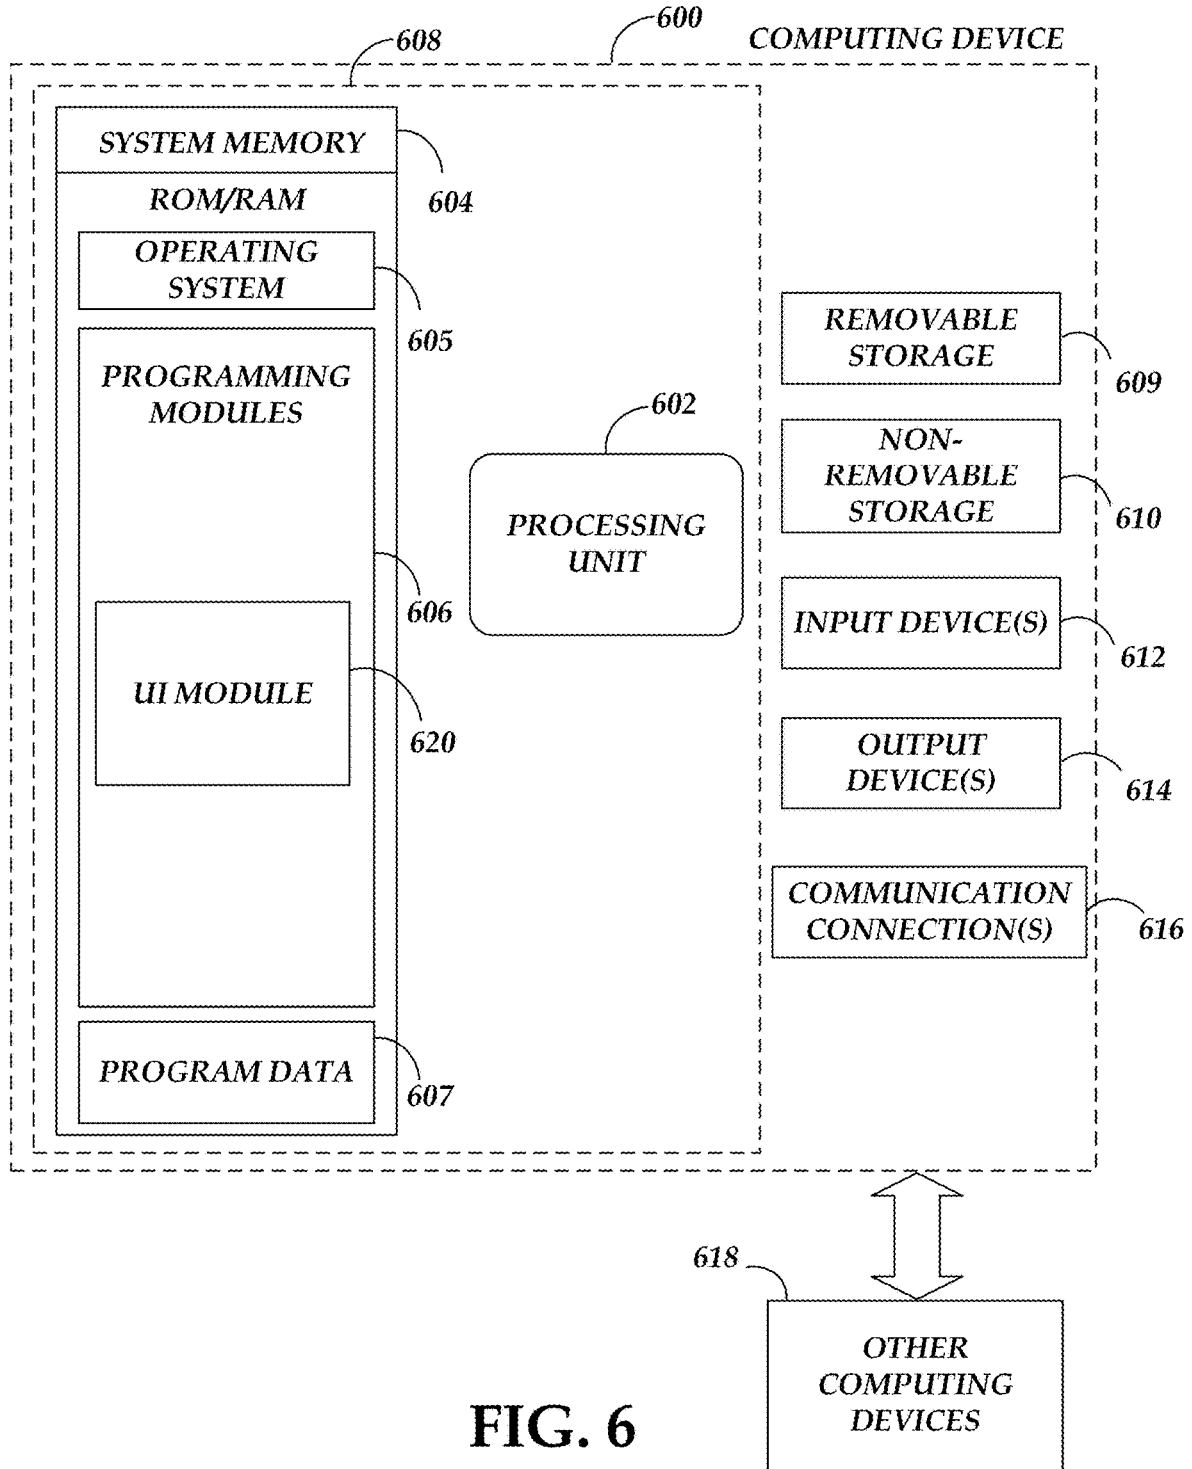 600
COMPUTING DEVICE
608
SYSTEM MEMORY
604
ROM/RAM
OPERATING
SYSTEM
605
PROGRAMMING
MODULES
606
UI MODULE
620
PROGRAM DATA
607
602
PROCESSING
UNIT
REMOVABLE
STORAGE
609
NON-
REMOVABLE
STORAGE
610
INPUT DEVICE(S)
612
OUTPUT
DEVICE(S)
614
COMMUNICATION
CONNECTION(S)
616
618
OTHER
COMPUTING
DEVICES
FIG. 6